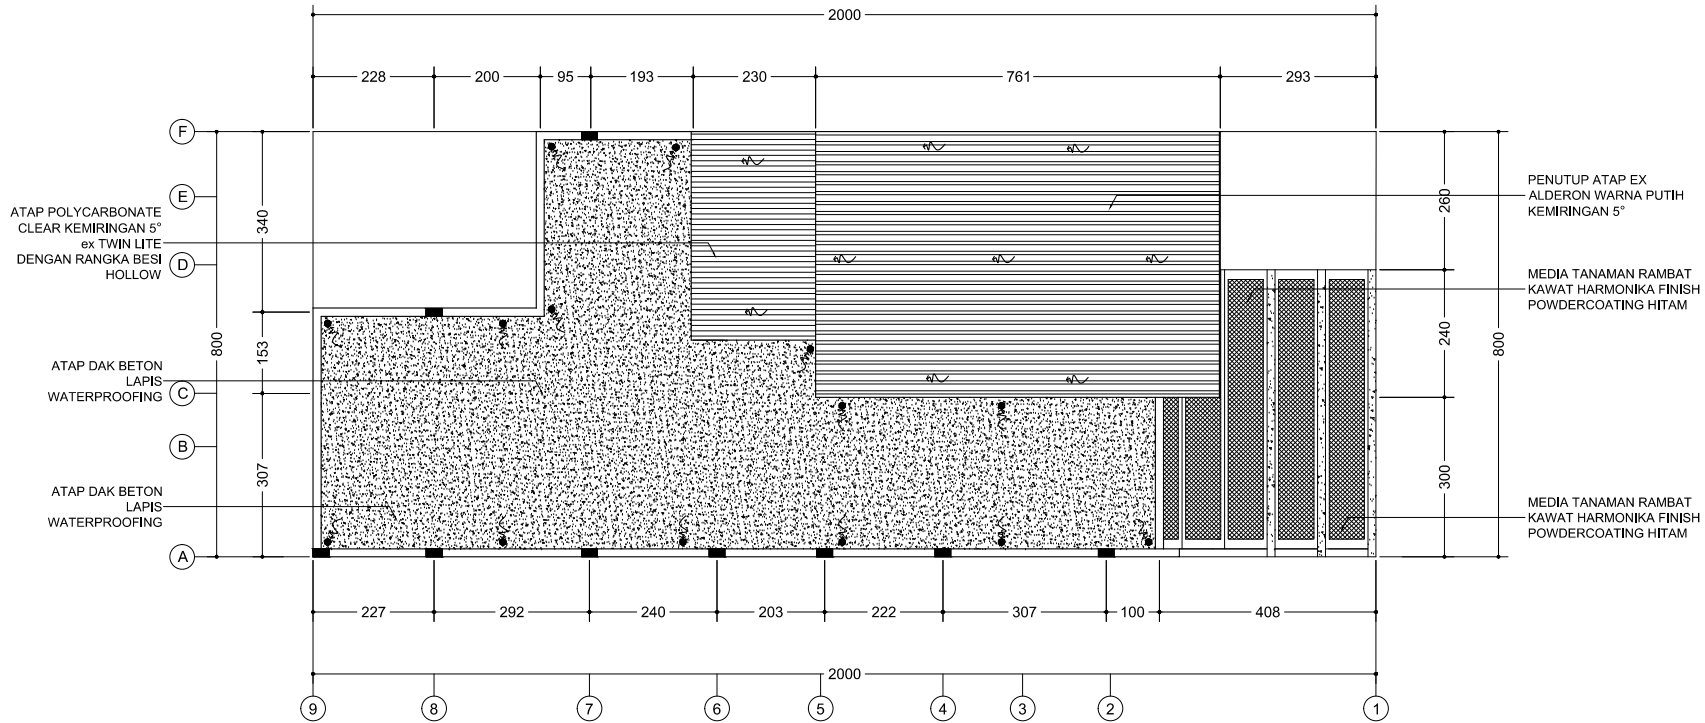 2000
228
200
95
193
230
761
293
F
E
D
C
B
A
340
153
307
800
ATAP POLYCARBONATE
CLEAR KEMIRINGAN 5°
ex TWIN LITE
DENGAN RANGKA BESI
HOLLOW
ATAP DAK BETON
LAPIS
WATERPROOFING
ATAP DAK BETON
LAPIS
WATERPROOFING
260
240
300
800
PENUTUP ATAP EX
ALDERON WARNA PUTIH
KEMIRINGAN 5°
MEDIA TANAMAN RAMBAT
KAWAT HARMONIKA FINISH
POWDERCOATING HITAM
MEDIA TANAMAN RAMBAT
KAWAT HARMONIKA FINISH
POWDERCOATING HITAM
227
292
240
203
222
307
100
408
2000
9
8
7
6
5
4
3
2
1